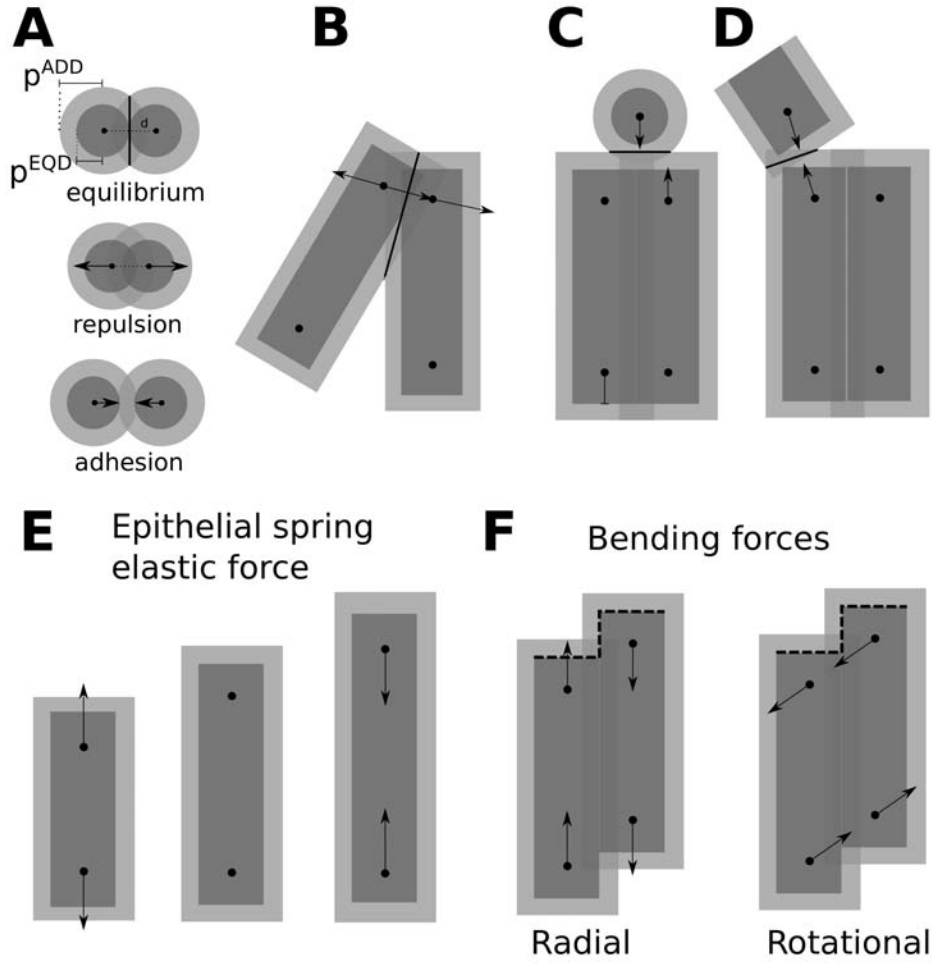 A
B
C
D
p^ADD
d
p^EQD
equilibrium
repulsion
adhesion
E
Epithelial spring
elastic force
F
Bending forces
Radial
Rotational